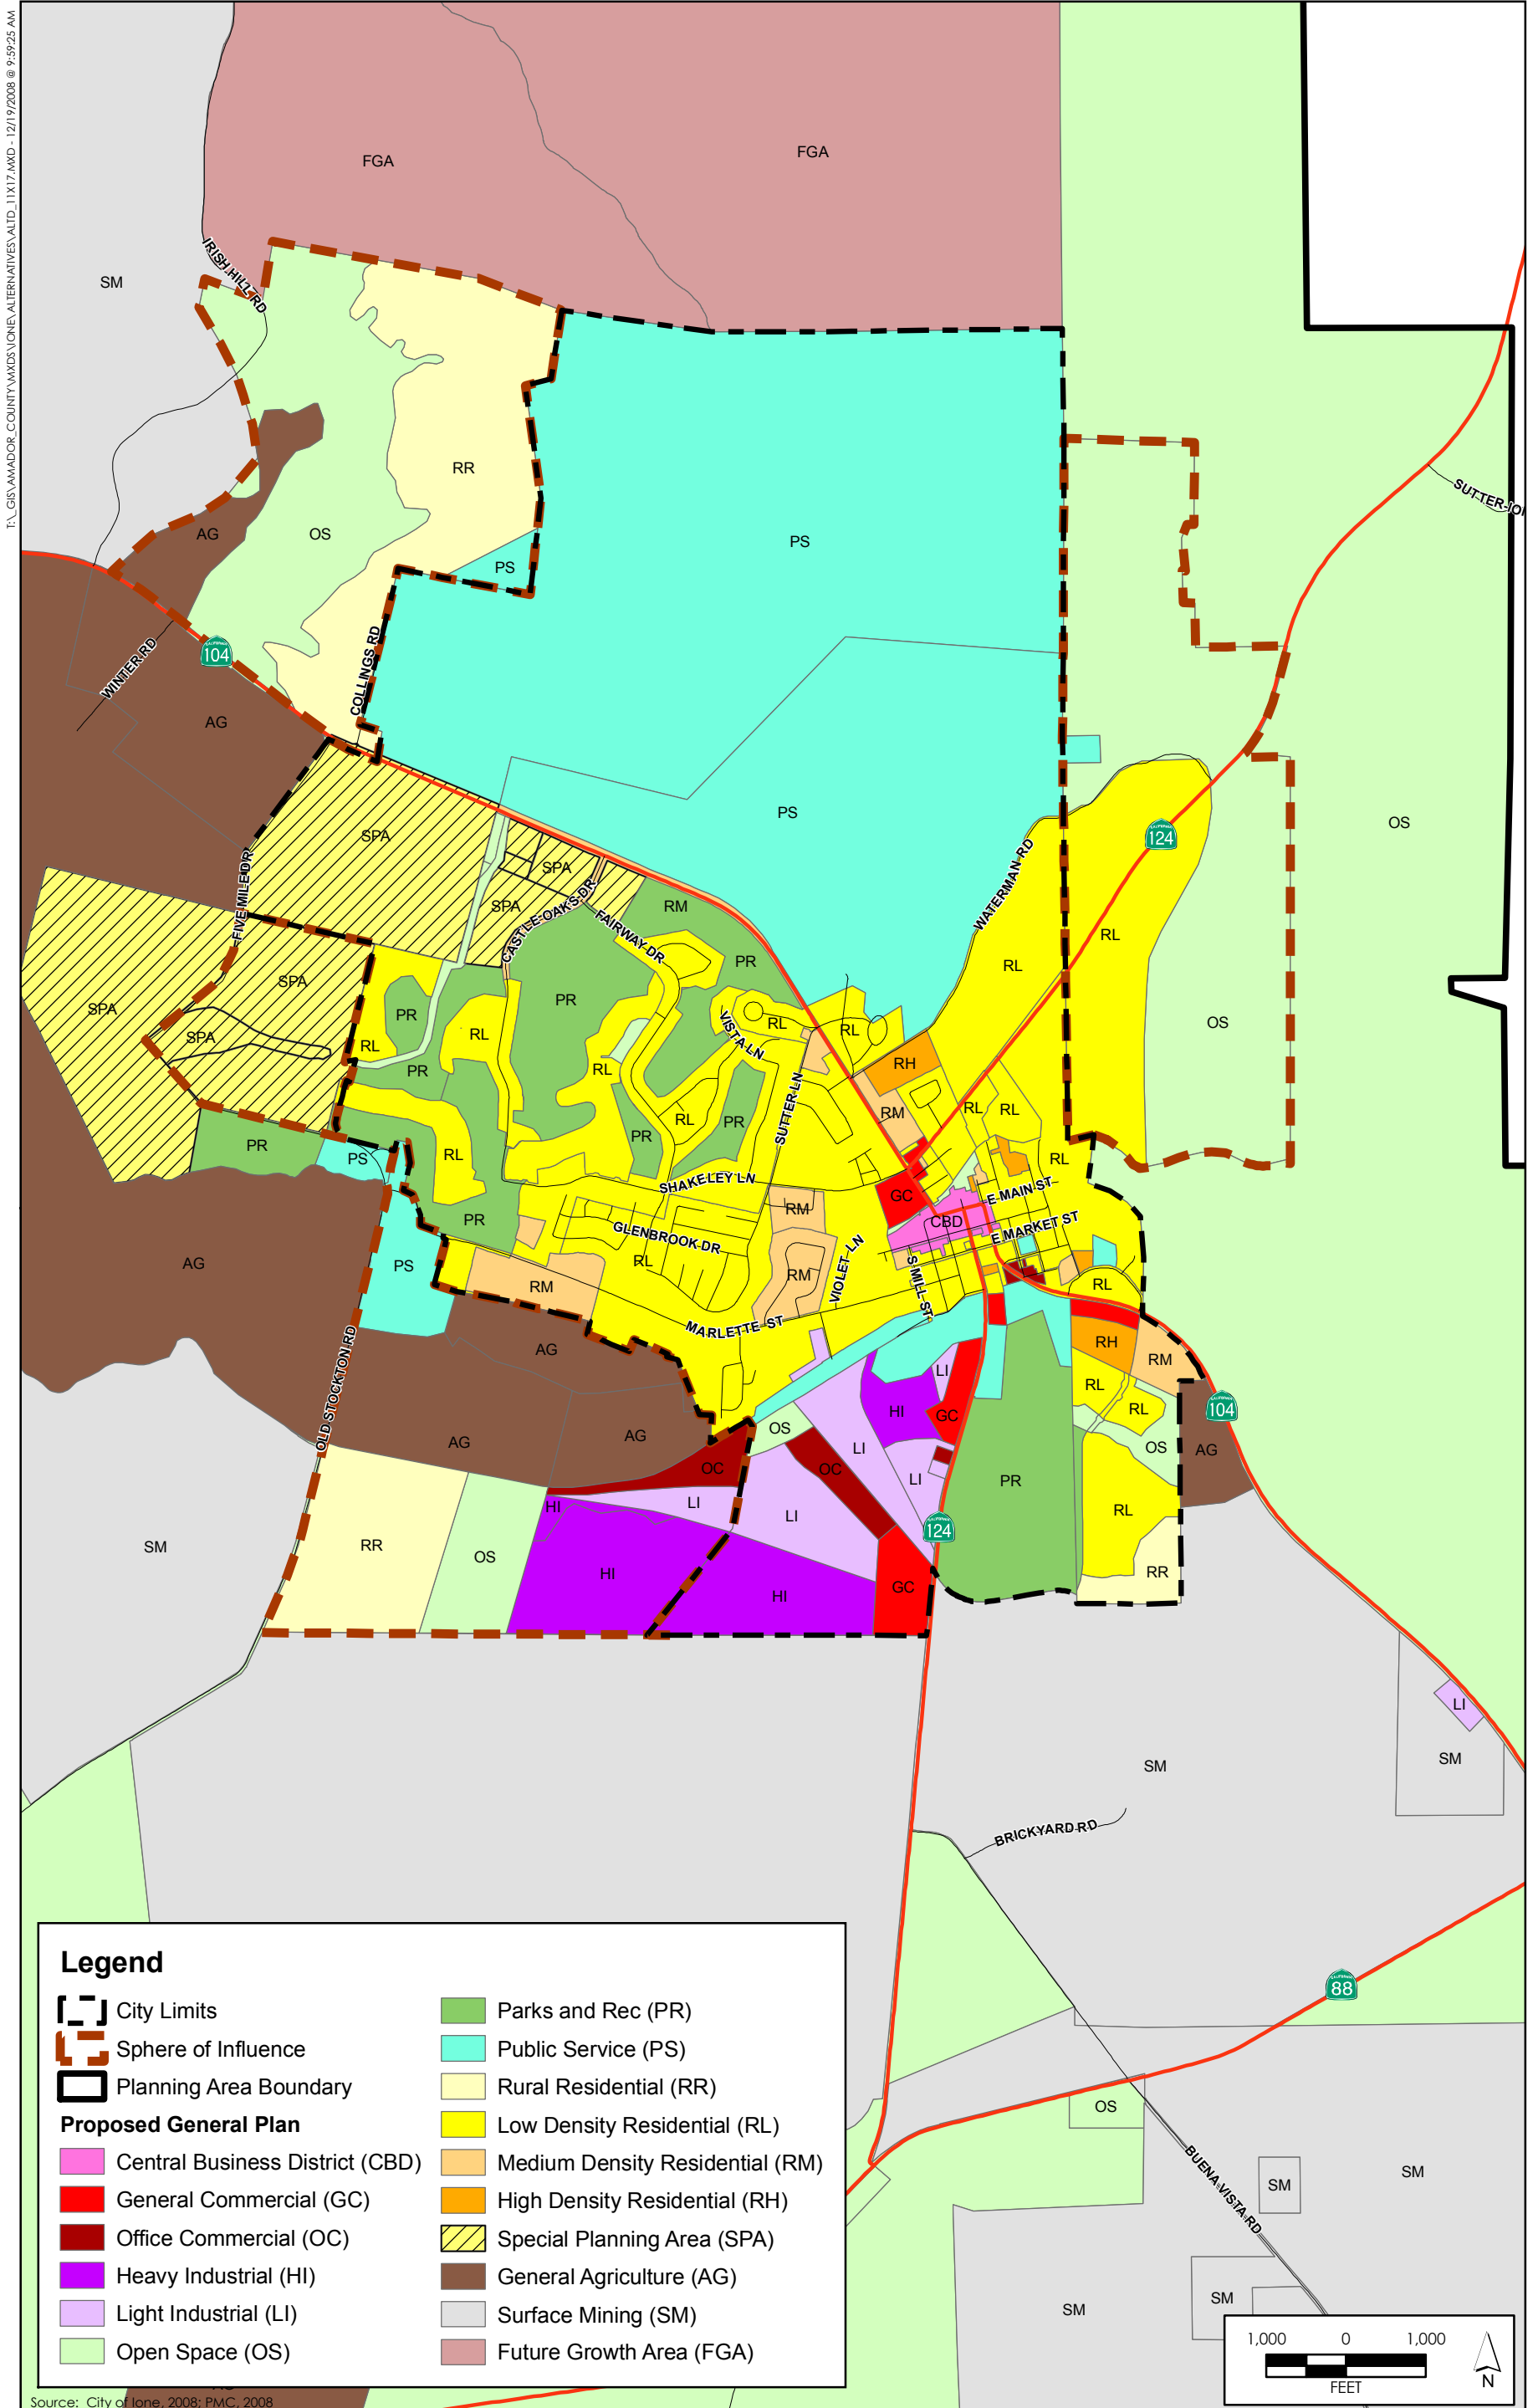 T:\_GIS\AMADOR_COUNTY\MXDS\IONE\ALTERNATIVES\ALTD_11X17.MXD - 12/19/2008 @ 9:59:25 AM
FGA
FGA
SM
IRISH HILL RD
SUTTER-IO
RR
AG
OS
PS
PS
CALIFORNIA
104
WINTER RD
COLLINGS RD
AG
PS
SPA
SPA
CALIFORNIA
124
OS
FIVE MILE DR
SPA
CASTLE OAKS DR
FAIRWAY DR
RM
WATERMAN RD
RL
PR
RL
SPA
SPA
PR
PR
OS
SPA
RL
RL
VISTA LN
RL
RL
RH
PR
RL
RL
PR
PR
SUTTER LN
RM
RL
RL
PR
PS
RL
RL
SHAKELEY LN
GC
E MAIN ST
PR
RM
CBD
E MARKET ST
GLENBROOK DR
AG
PS
RL
RM
VIOLET LN
S MILL ST
RM
RL
MARLETTE ST
AG
RH
RM
LI
OLD STOCKTON RD
RL
HI
GC
RL
CALIFORNIA
104
AG
AG
OS
LI
OS
AG
OC
OC
LI
PR
HI
LI
LI
RL
SM
RR
OS
CALIFORNIA
124
HI
HI
GC
RR
LI
SM
SM
BRICKYARD RD
CALIFORNIA
88
OS
BUENA VISTA RD
SM
SM
SM
SM
Legend
City Limits
Sphere of Influence
Planning Area Boundary
Proposed General Plan
Central Business District (CBD)
General Commercial (GC)
Office Commercial (OC)
Heavy Industrial (HI)
Light Industrial (LI)
Open Space (OS)
Parks and Rec (PR)
Public Service (PS)
Rural Residential (RR)
Low Density Residential (RL)
Medium Density Residential (RM)
High Density Residential (RH)
Special Planning Area (SPA)
General Agriculture (AG)
Surface Mining (SM)
Future Growth Area (FGA)
1,000 0 1,000
FEET
N
Source: City of Ione, 2008; PMC, 2008